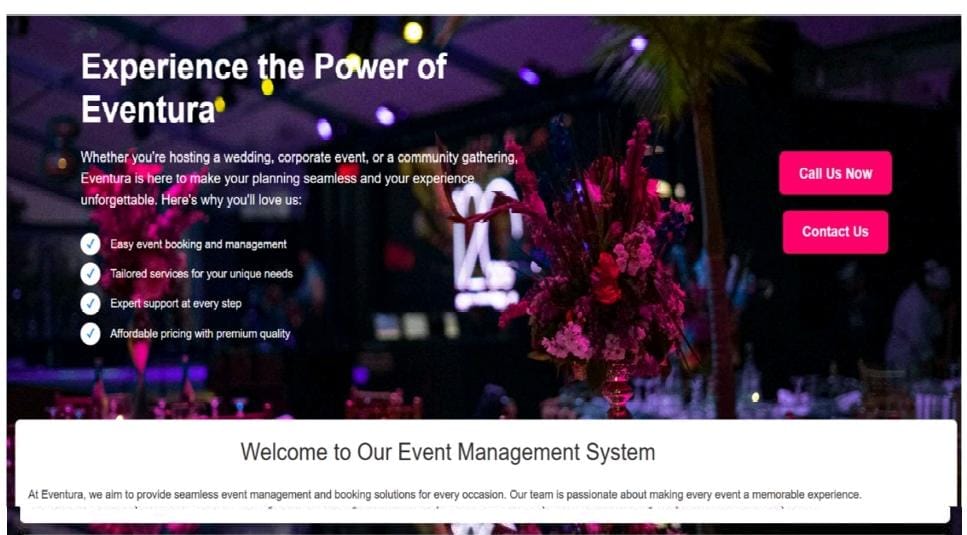 Experience the Power of
Eventura
Whether you're hosting a wedding, corporate event, or a community gathering,
Eventura is here to make your planning seamless and your experience
unforgettable. Here's why you'll love us:
Easy event booking and management
Tailored services for your unique needs
Expert support at every step
Affordable pricing with premium quality
Call Us Now
Contact Us
Welcome to Our Event Management System
At Eventura, we aim to provide seamless event management and booking solutions for every occasion. Our team is passionate about making every event a memorable experience.